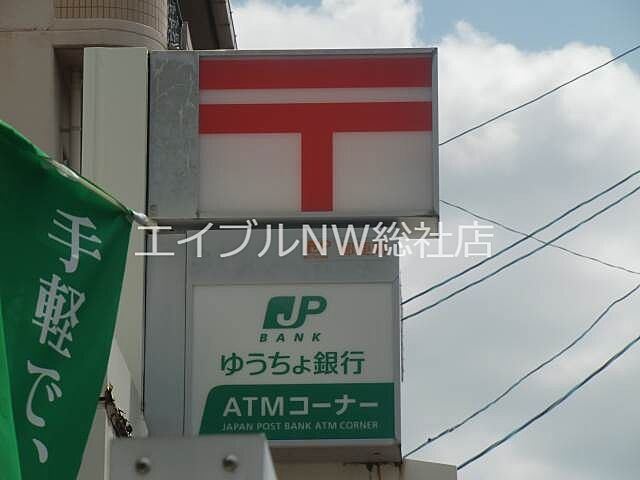 〒
エイブルNW総社店
JP
BANK
ゆうちょ銀行
ATMコーナー
JAPAN POST BANK ATM CORNER
手軽で、